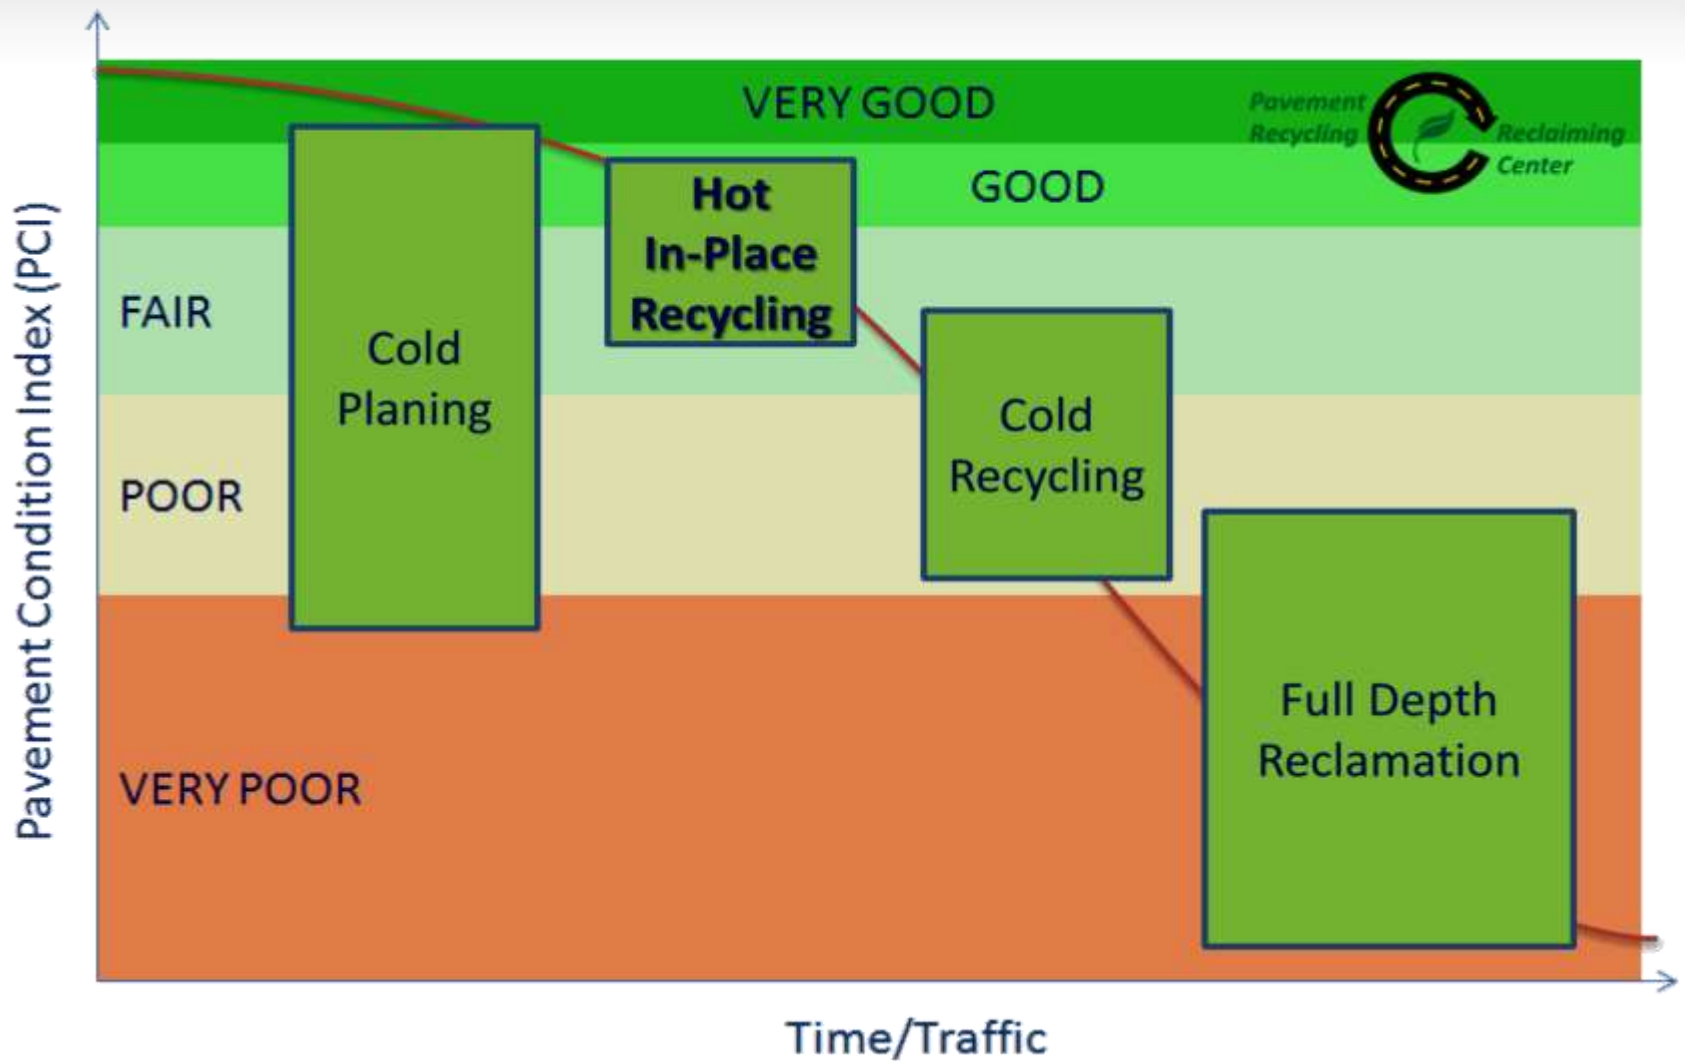 VERY GOOD
Pavement
Recycling
Reclaiming
Center
GOOD
Hot
In-Place
Recycling
FAIR
Cold
Planing
Cold
Recycling
POOR
Full Depth
Reclamation
VERY POOR
Pavement Condition Index (PCI)
Time/Traffic